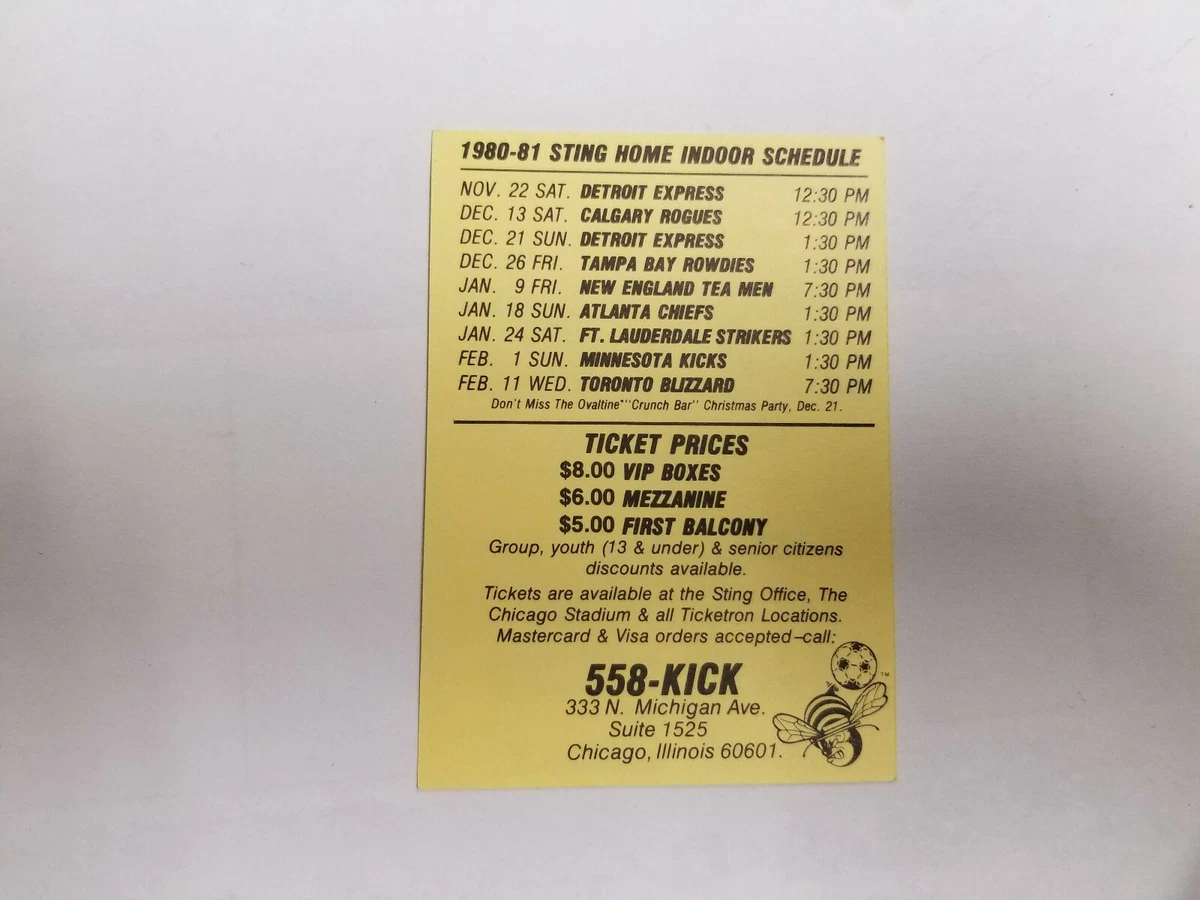 1980-81 STING HOME INDOOR SCHEDULE
NOV. 22 SAT. DETROIT EXPRESS 12:30 PM
DEC. 13 SAT. CALGARY ROGUES 12:30 PM
DEC. 21 SUN. DETROIT EXPRESS 1:30 PM
DEC. 26 FRI. TAMPA BAY ROWDIES 1:30 PM
JAN. 9 FRI. NEW ENGLAND TEA MEN 7:30 PM
JAN. 18 SUN. ATLANTA CHIEFS 1:30 PM
JAN. 24 SAT. FT. LAUDERDALE STRIKERS 1:30 PM
FEB. 1 SUN. MINNESOTA KICKS 1:30 PM
FEB. 11 WED. TORONTO BLIZZARD 7:30 PM
Don't Miss The Ovaltine*"Crunch Bar" Christmas Party, Dec. 21.
TICKET PRICES
$8.00 VIP BOXES
$6.00 MEZZANINE
$5.00 FIRST BALCONY
Group, youth (13 & under) & senior citizens
discounts available.
Tickets are available at the Sting Office, The
Chicago Stadium & all Ticketron Locations.
Mastercard & Visa orders accepted–call:
558-KICK
333 N. Michigan Ave.
Suite 1525
Chicago, Illinois 60601.
TM